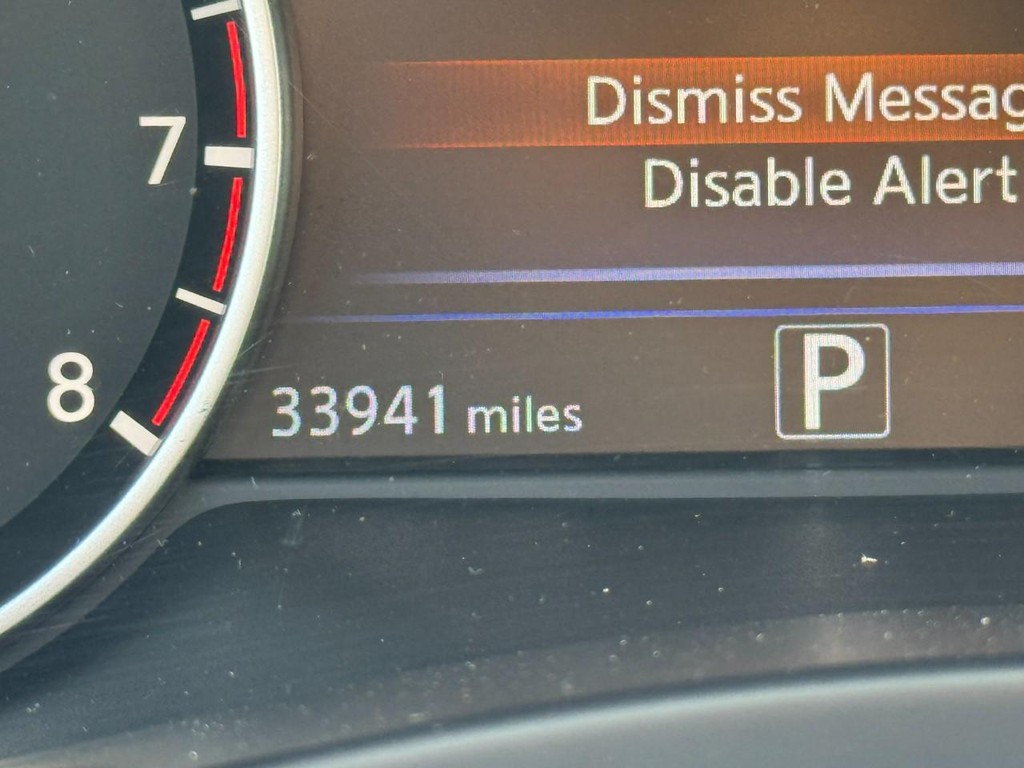 Dismiss Messag
Disable Alert
7
8
33941 miles
P